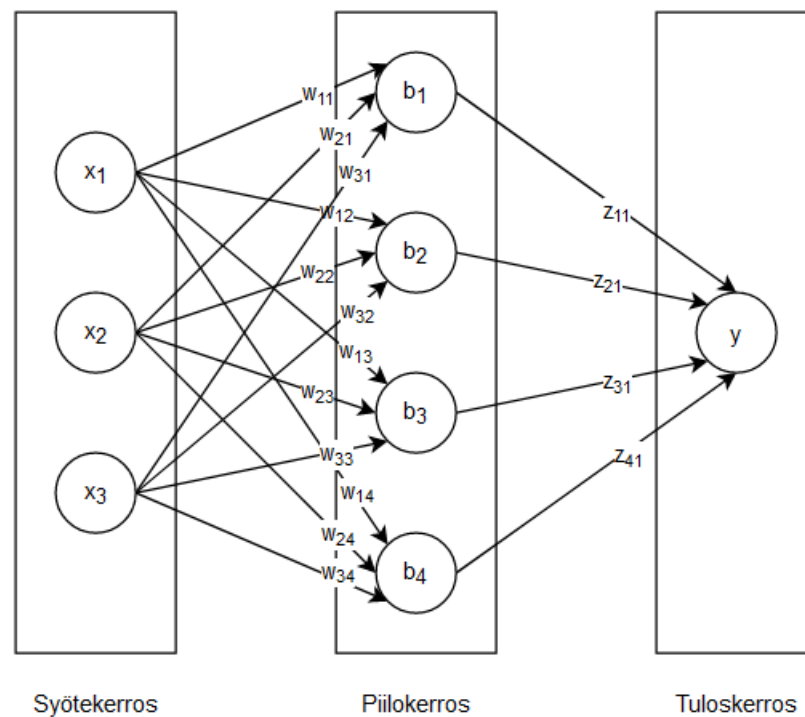 x1
x2
x3
w11
w21
w31
w12
w22
w32
w13
w23
w33
w14
w24
w34
b1
b2
b3
b4
z11
z21
z31
z41
y
Syötekerros
Piilokerros
Tuloskerros